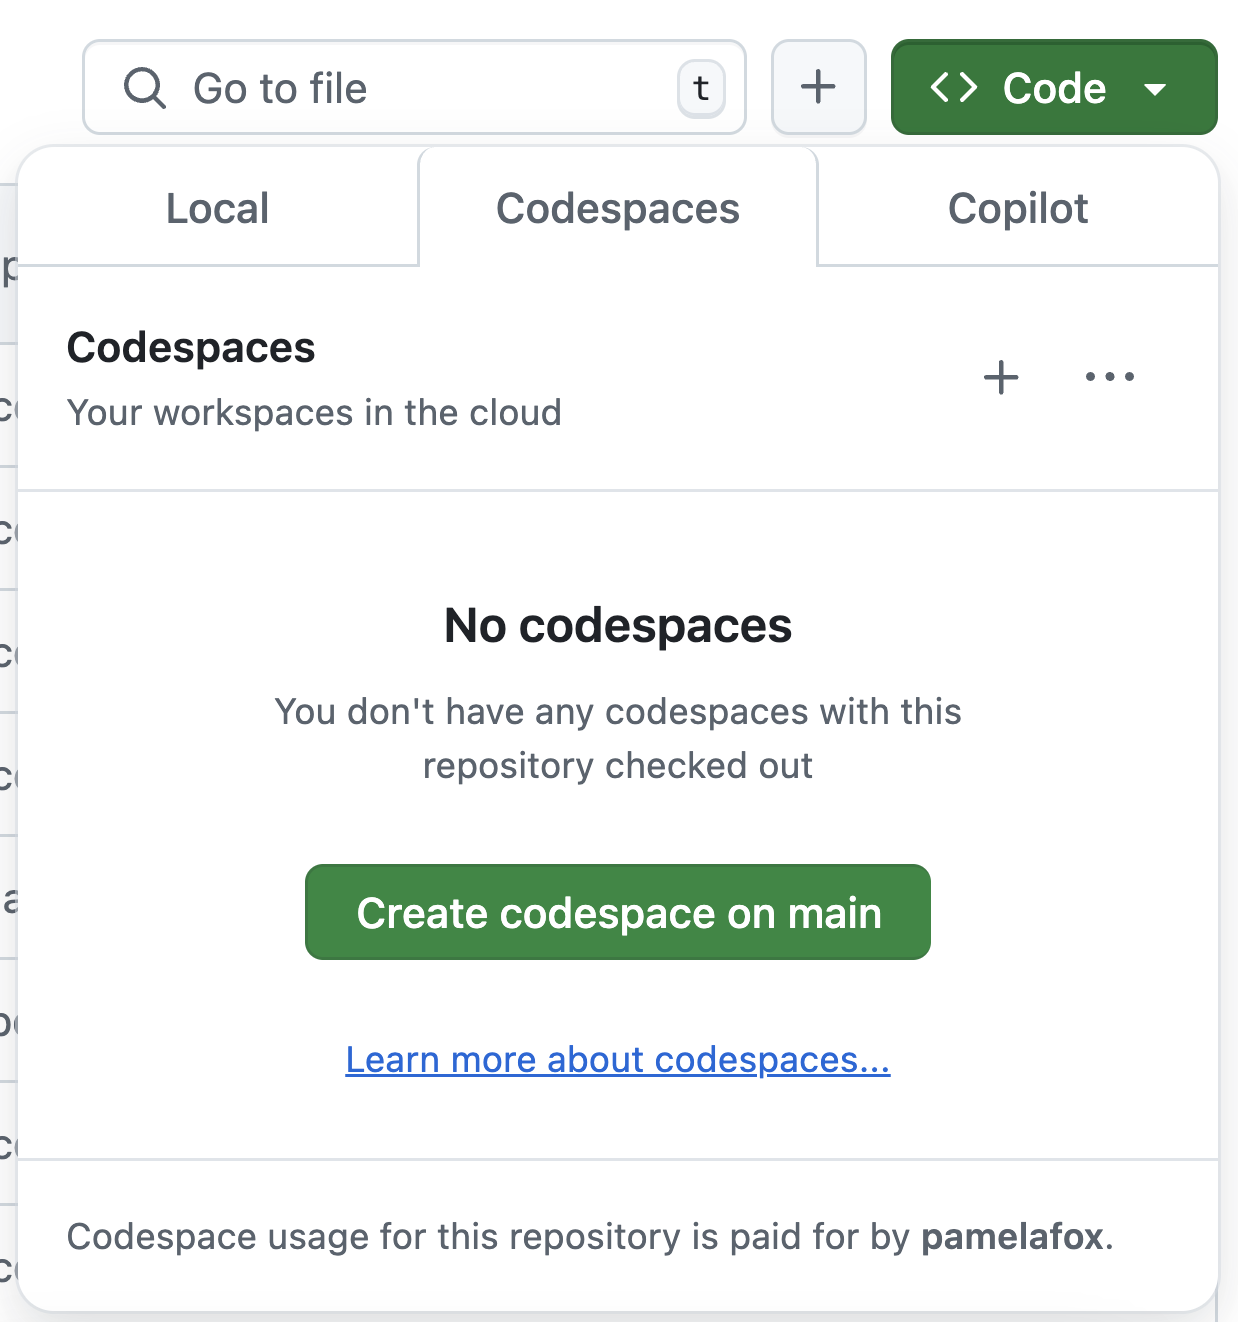 Go to file
t
Code
Local
Codespaces
Copilot
Codespaces
Your workspaces in the cloud
No codespaces
You don't have any codespaces with this
repository checked out
Create codespace on main
Learn more about codespaces...
Codespace usage for this repository is paid for by pamelafox.